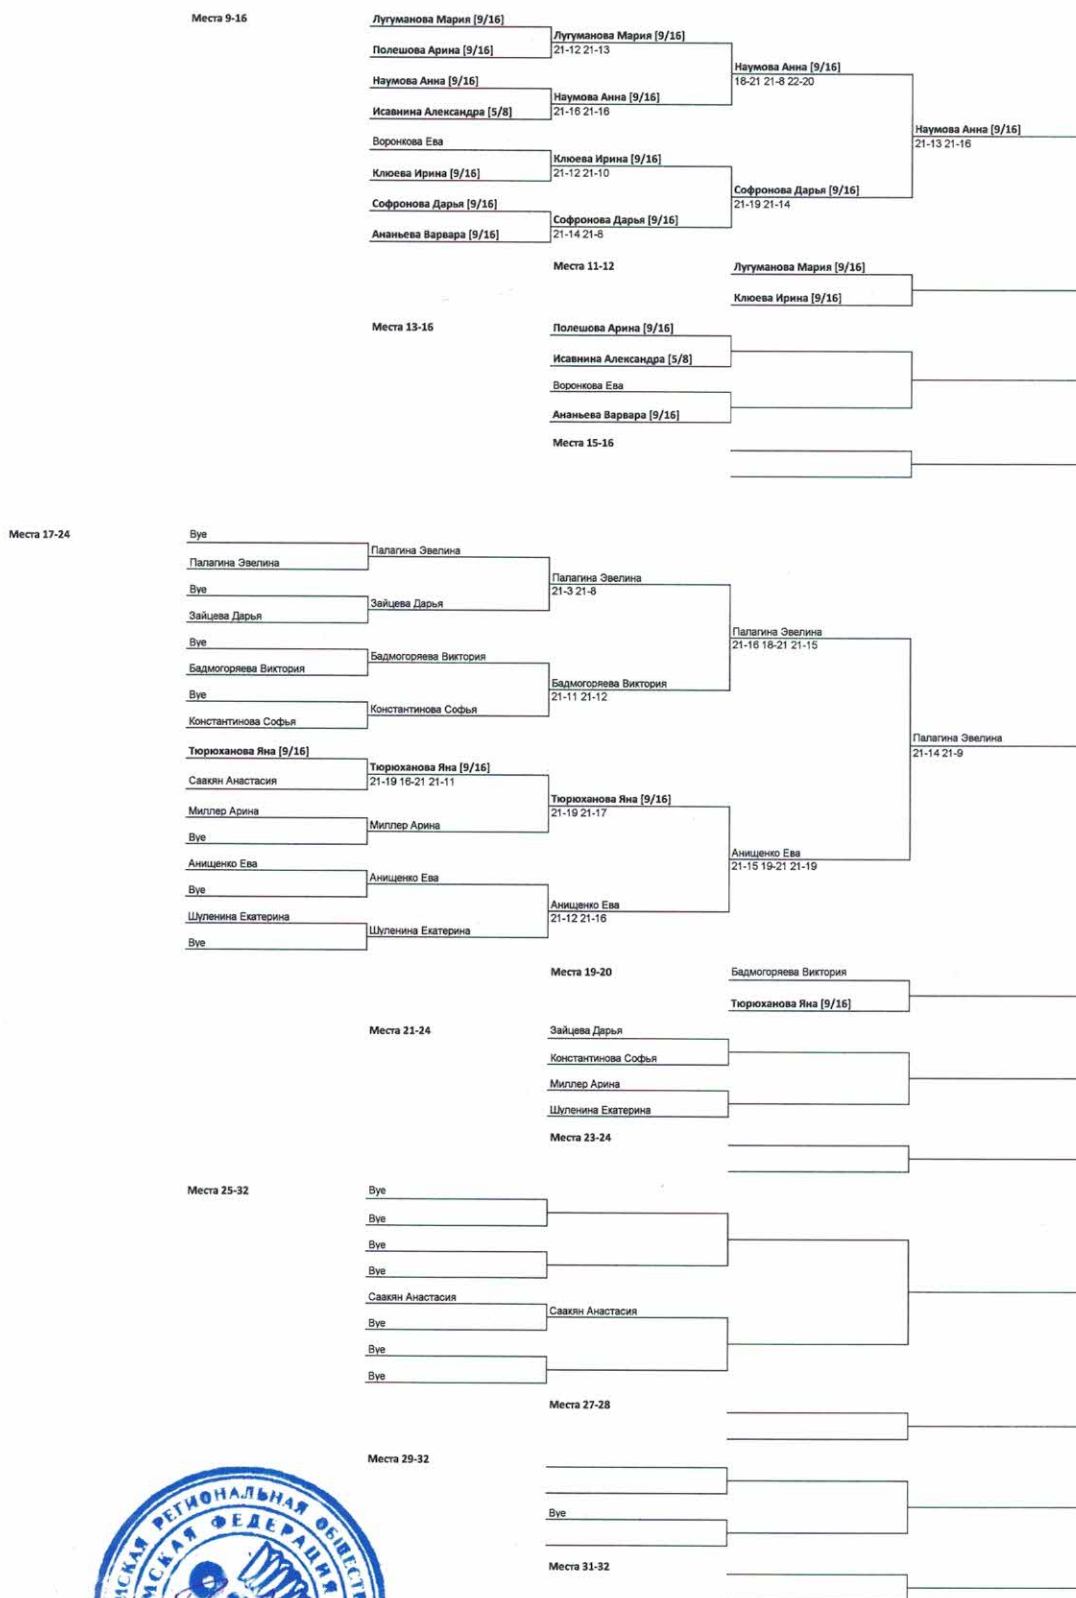 Места 9-16
Лугуманова Мария [9/16]
Лугуманова Мария [9/16]
Полешова Арина [9/16]
21-12 21-13
Наумова Анна [9/16]
Наумова Анна [9/16]
18-21 21-8 22-20
Наумова Анна [9/16]
Исавнина Александра [5/8]
21-16 21-16
Наумова Анна [9/16]
Воронкова Ева
21-13 21-16
Клюева Ирина [9/16]
Клюева Ирина [9/16]
21-12 21-10
Софронова Дарья [9/16]
Софронова Дарья [9/16]
21-19 21-14
Софронова Дарья [9/16]
Ананьева Варвара [9/16]
21-14 21-8
Места 11-12
Лугуманова Мария [9/16]
Клюева Ирина [9/16]
Места 13-16
Полешова Арина [9/16]
Исавнина Александра [5/8]
Воронкова Ева
Ананьева Варвара [9/16]
Места 15-16
Места 17-24
Bye
Палагина Эвелина
Палагина Эвелина
Палагина Эвелина
Bye
21-3 21-8
Зайцева Дарья
Зайцева Дарья
Палагина Эвелина
Bye
21-16 18-21 21-15
Бадмогоряева Виктория
Бадмогоряева Виктория
Бадмогоряева Виктория
Bye
21-11 21-12
Константинова Софья
Константинова Софья
Палагина Эвелина
Тюрюханова Яна [9/16]
21-14 21-9
Тюрюханова Яна [9/16]
Саакян Анастасия
21-19 16-21 21-11
Тюрюханова Яна [9/16]
Миллер Арина
21-19 21-17
Миллер Арина
Bye
Анищенко Ева
Анищенко Ева
21-15 19-21 21-19
Анищенко Ева
Bye
Анищенко Ева
Шуленина Екатерина
21-12 21-16
Шуленина Екатерина
Bye
Места 19-20
Бадмогоряева Виктория
Тюрюханова Яна [9/16]
Места 21-24
Зайцева Дарья
Константинова Софья
Миллер Арина
Шуленина Екатерина
Места 23-24
Места 25-32
Bye
Bye
Bye
Bye
Саакян Анастасия
Саакян Анастасия
Bye
Bye
Bye
Места 27-28
Места 29-32
Bye
Места 31-32
РЕГИОНАЛЬНАЯ
ФЕДЕРАЦИЯ